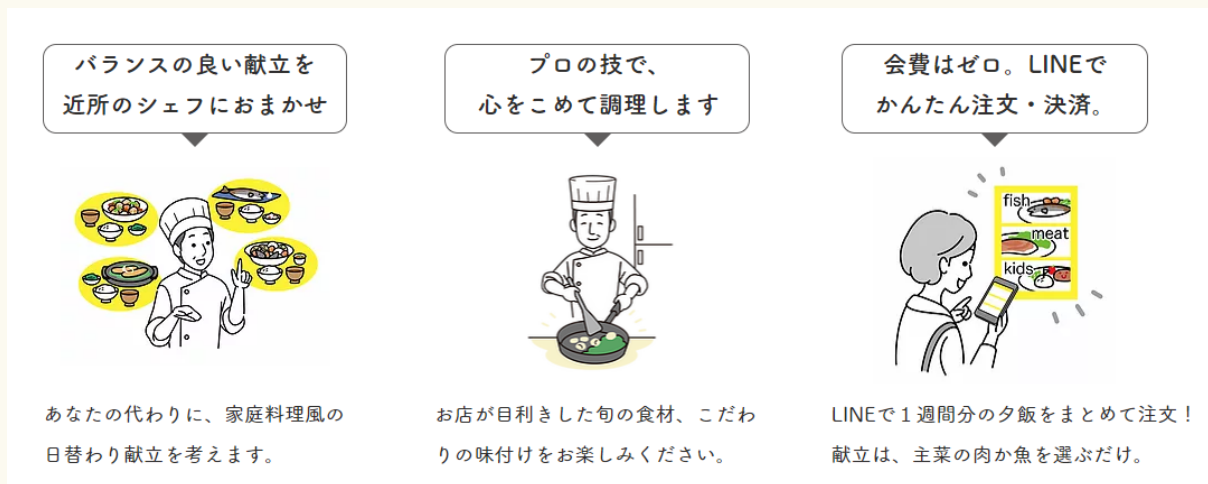 バランスの良い献立を
近所のシェフにおまかせ
あなたの代わりに、家庭料理風の
日替わり献立を考えます。
プロの技で、
心をこめて調理します
お店が目利きした旬の食材、こだわ
りの味付けをお楽しみください。
会費はゼロ。LINEで
かんたん注文・決済。
fish
meat
kids
LINEで１週間分の夕飯をまとめて注文！
献立は、主菜の肉か魚を選ぶだけ。